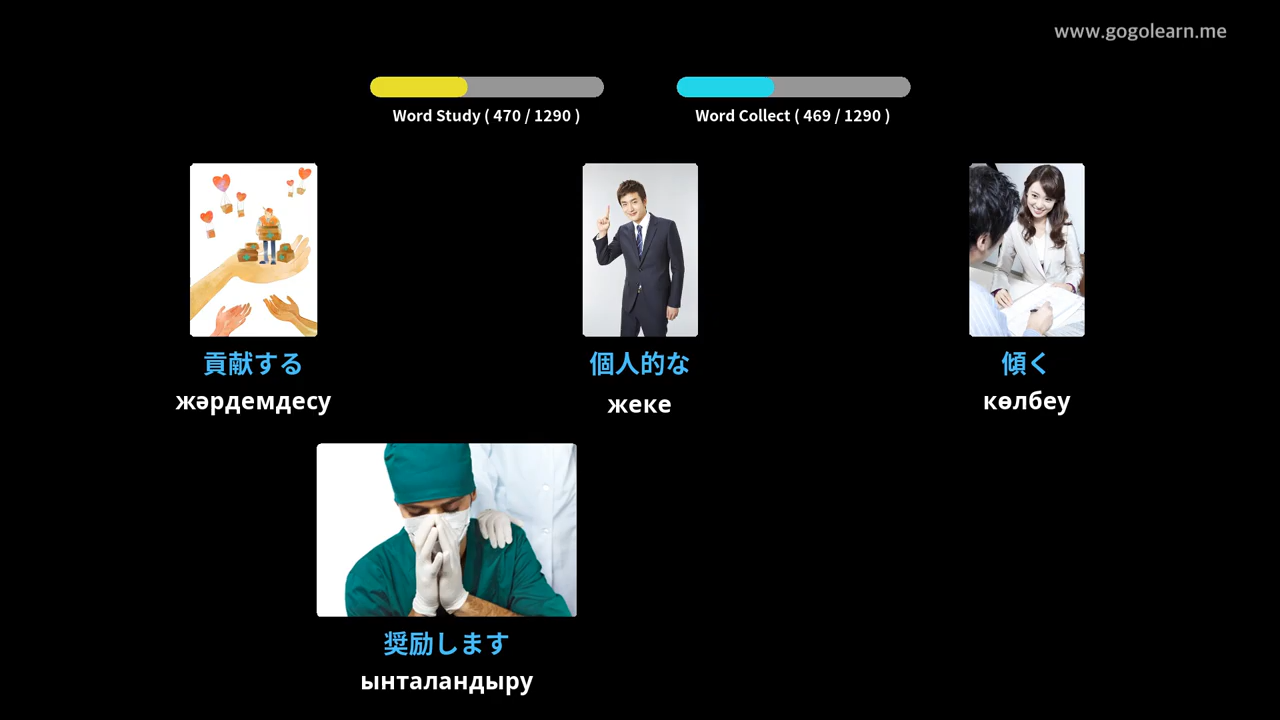 www.gogolearn.me
Word Study ( 470 / 1290 )
Word Collect ( 469 / 1290 )
貢献する
жәрдемдесу
個人的な
жеке
傾く
көлбеу
奨励します
ынталандыру